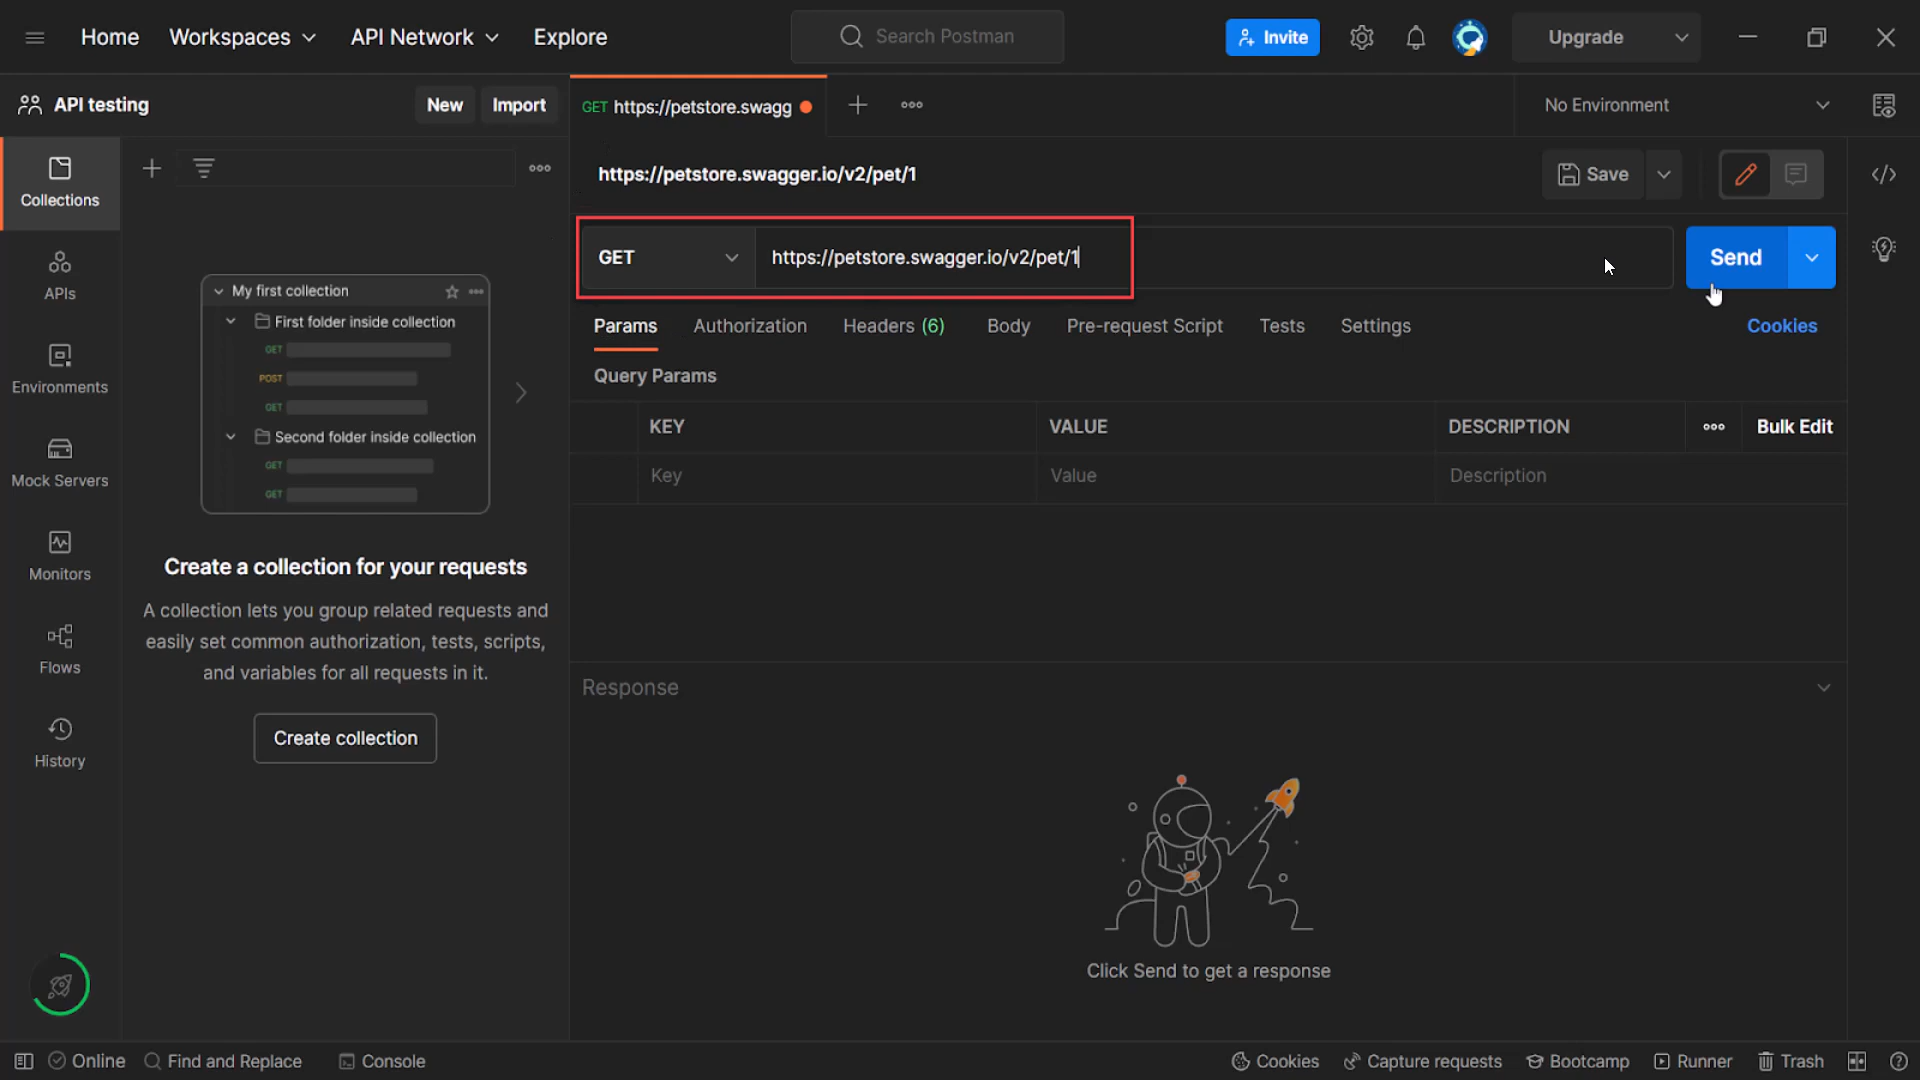 Home
Workspaces
API Network
Explore
Search Postman
Invite
Upgrade
API testing
New
Import
GET https://petstore.swagg
No Environment
Collections
APIs
Environments
Mock Servers
Monitors
Flows
History
My first collection
First folder inside collection
GET
POST
GET
Second folder inside collection
GET
GET
Create a collection for your requests
A collection lets you group related requests and
easily set common authorization, tests, scripts,
and variables for all requests in it.
Create collection
https://petstore.swagger.io/v2/pet/1
Save
GET
https://petstore.swagger.io/v2/pet/1
Send
Params
Authorization
Headers (6)
Body
Pre-request Script
Tests
Settings
Cookies
Query Params
KEY
VALUE
DESCRIPTION
Bulk Edit
Key
Value
Description
Response
Click Send to get a response
Online
Find and Replace
Console
Cookies
Capture requests
Bootcamp
Runner
Trash